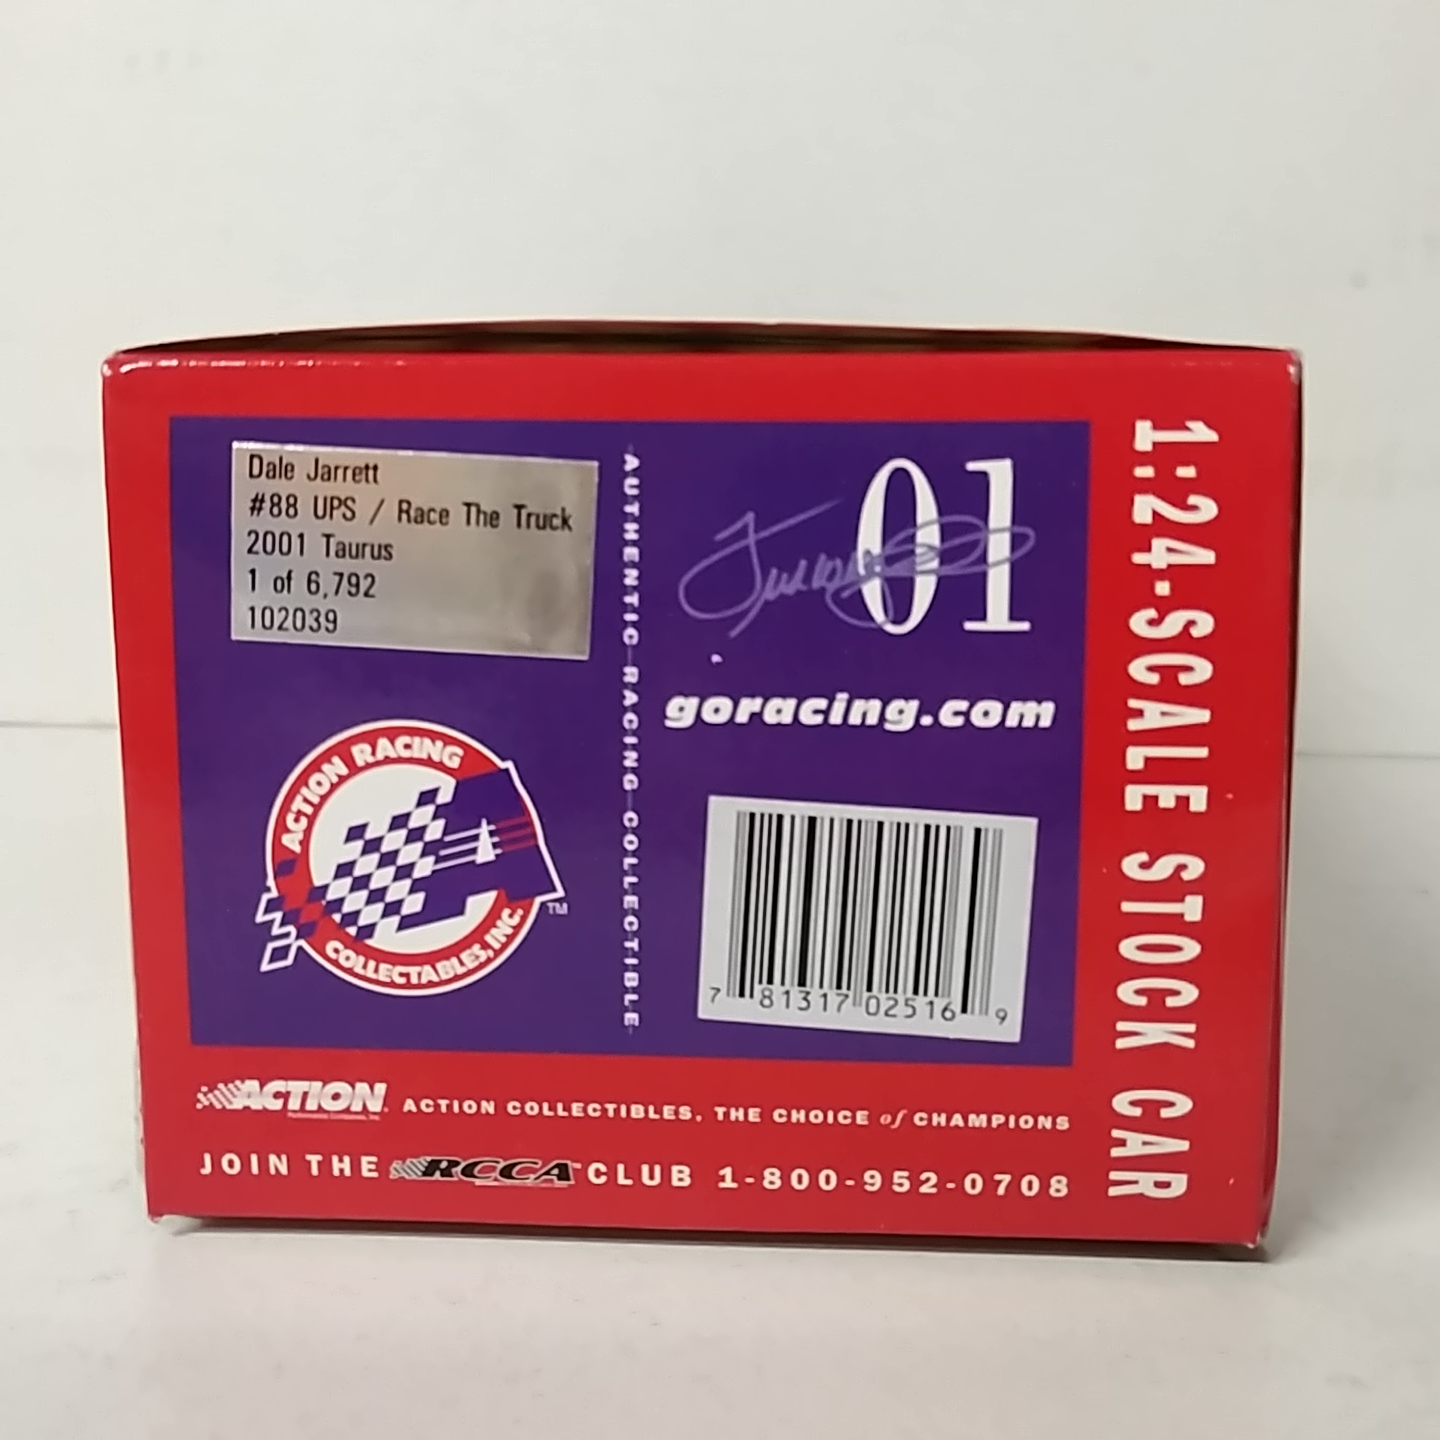 Dale Jarrett
#88 UPS / Race The Truck
2001 Taurus
1 of 6,792
102039
AUTHENTIC RACING COLLECTIBLE
01
goracing.com
ACTION RACING
COLLECTABLES, INC.
TM
7 81317 02516 9
ACTION
ACTION COLLECTIBLES, THE CHOICE of CHAMPIONS
JOIN THE RCCA CLUB 1-800-952-0708
1:24-SCALE STOCK CAR